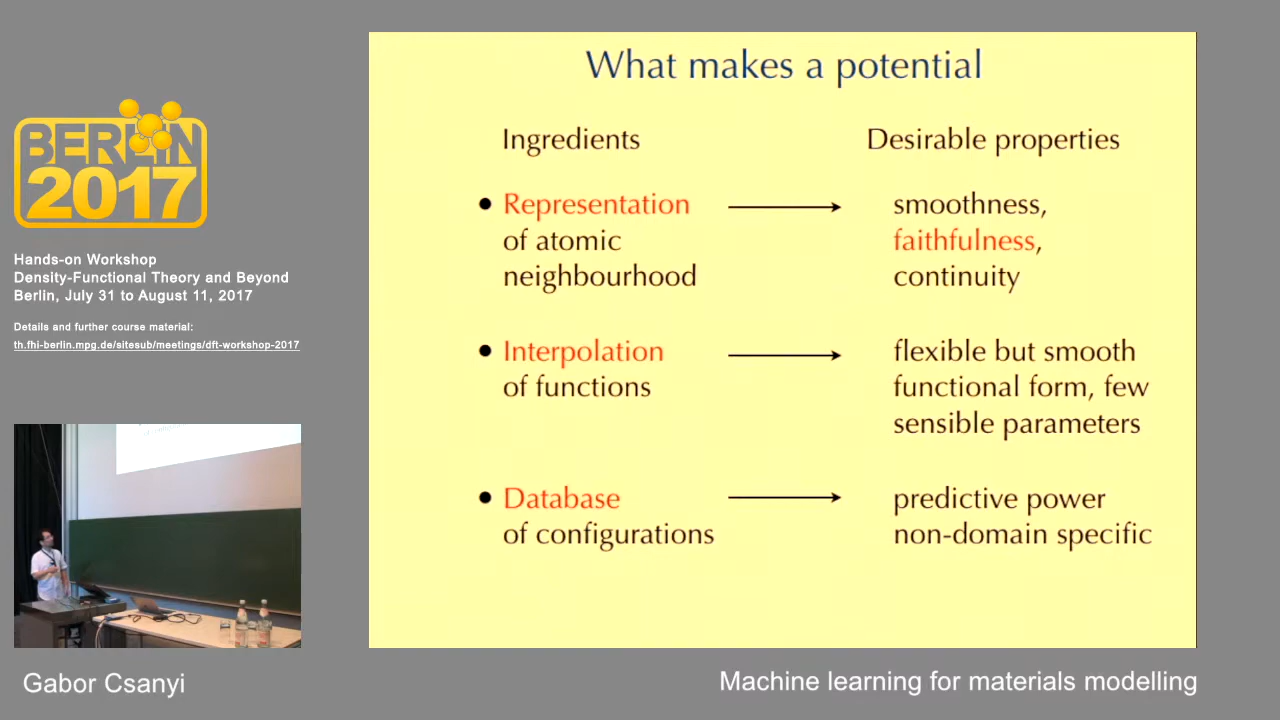 BERLIN
2017
Hands-on Workshop
Density-Functional Theory and Beyond
Berlin, July 31 to August 11, 2017
Details and further course material:
th.fhi-berlin.mpg.de/sitesub/meetings/dft-workshop-2017
What makes a potential
Ingredients
Desirable properties
• Representation
of atomic
neighbourhood
smoothness,
faithfulness,
continuity
• Interpolation
of functions
flexible but smooth
functional form, few
sensible parameters
• Database
of configurations
predictive power
non-domain specific
Gabor Csanyi
Machine learning for materials modelling